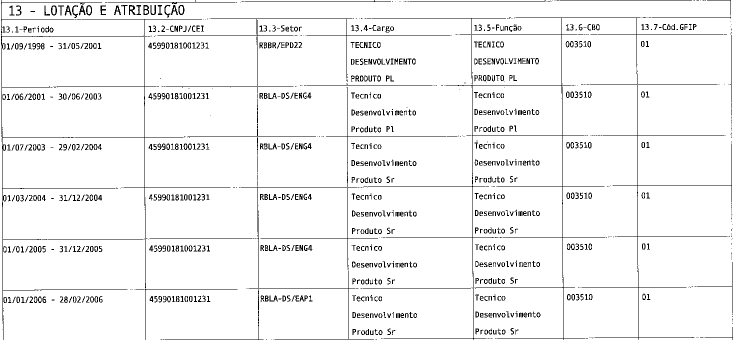 13 - LOTAÇÃO E ATRIBUIÇÃO
13.1-Período 13.2-CNPJ/CEI 13.3-Setor 13.4-Cargo 13.5-Função 13.6-CBO 13.7-Cód.GFIP
01/09/1998 - 31/05/2001 45990181001231 RBBR/EPD22 TECNICO TECNICO 003510 01
DESENVOLVIMENTO DESENVOLVIMENTO
PRODUTO PL PRODUTO PL
01/06/2001 - 30/06/2003 45990181001231 RBLA-DS/ENG4 Tecnico Tecnico 003510 01
Desenvolvimento Desenvolvimento
Produto Pl Produto Pl
01/07/2003 - 29/02/2004 45990181001231 RBLA-DS/ENG4 Tecnico Tecnico 003510 01
Desenvolvimento Desenvolvimento
Produto Sr Produto Sr
01/03/2004 - 31/12/2004 45990181001231 RBLA-DS/ENG4 Tecnico Tecnico 003510 01
Desenvolvimento Desenvolvimento
Produto Sr Produto Sr
01/01/2005 - 31/12/2005 45990181001231 RBLA-DS/ENG4 Tecnico Tecnico 003510 01
Desenvolvimento Desenvolvimento
Produto Sr Produto Sr
01/01/2006 - 28/02/2006 45990181001231 RBLA-DS/EAP1 Tecnico Tecnico 003510 01
Desenvolvimento Desenvolvimento
Produto Sr Produto Sr